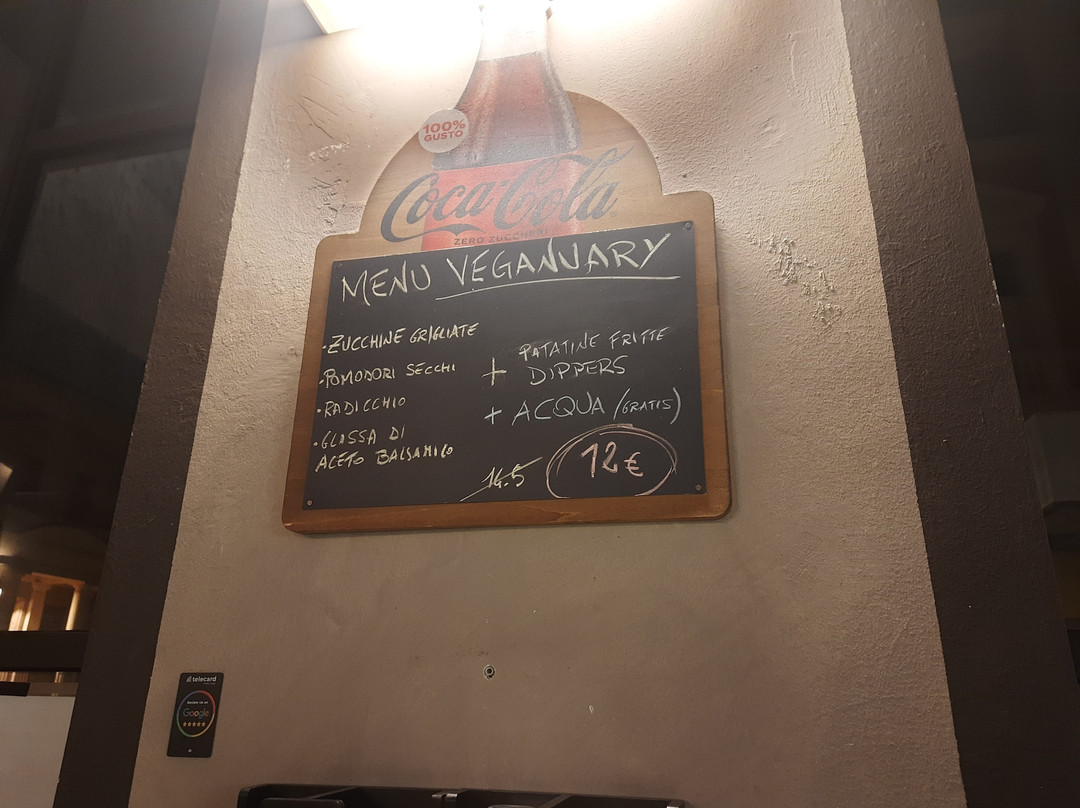 100%
GUSTO
Coca-Cola
ZERO ZUCCHERI
MENU VEGANUARY
·ZUCCHINE GRIGLIATE
·POMODORI SECCHI
·RADICCHIO
·GLASSA DI
ACETO BALSAMICO
+ PATATINE FRITTE
DIPPERS
+ ACQUA (GRATIS)
14.5
12€
telecard
Google